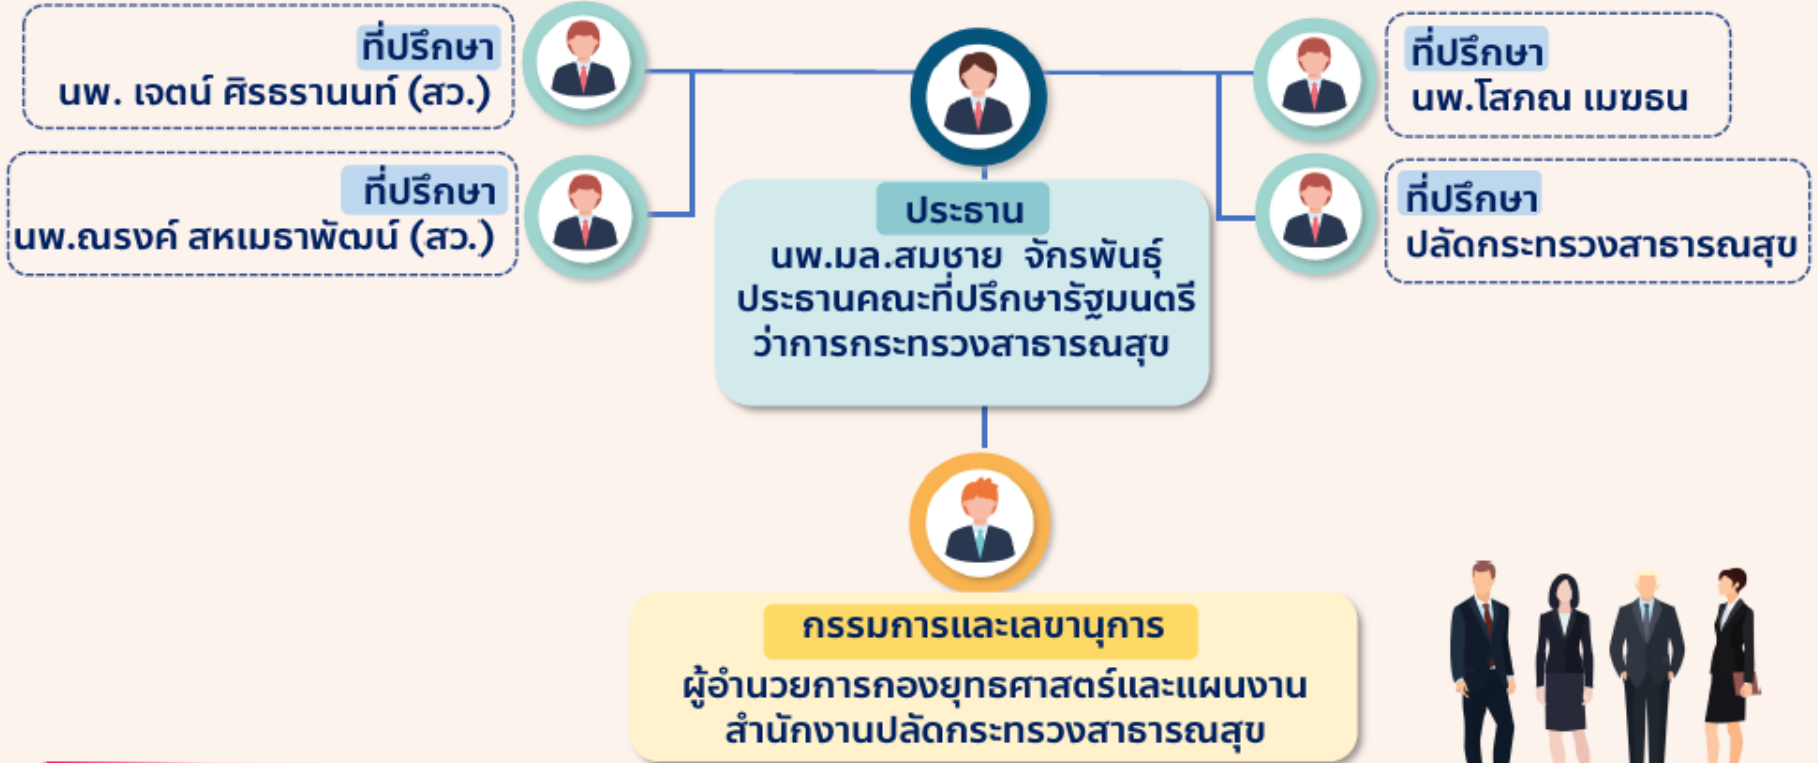 ที่ปรึกษา
นพ. เจตน์ ศิรธรานนท์ (สว.)
ที่ปรึกษา
นพ.ณรงค์ สหเมธาพัฒน์ (สว.)
ประธาน
นพ.มล.สมชาย จักรพันธุ์
ประธานคณะที่ปรึกษารัฐมนตรี
ว่าการกระทรวงสาธารณสุข
ที่ปรึกษา
นพ.โสภณ เมฆธน
ที่ปรึกษา
ปลัดกระทรวงสาธารณสุข
กรรมการและเลขานุการ
ผู้อำนวยการกองยุทธศาสตร์และแผนงาน
สำนักงานปลัดกระทรวงสาธารณสุข